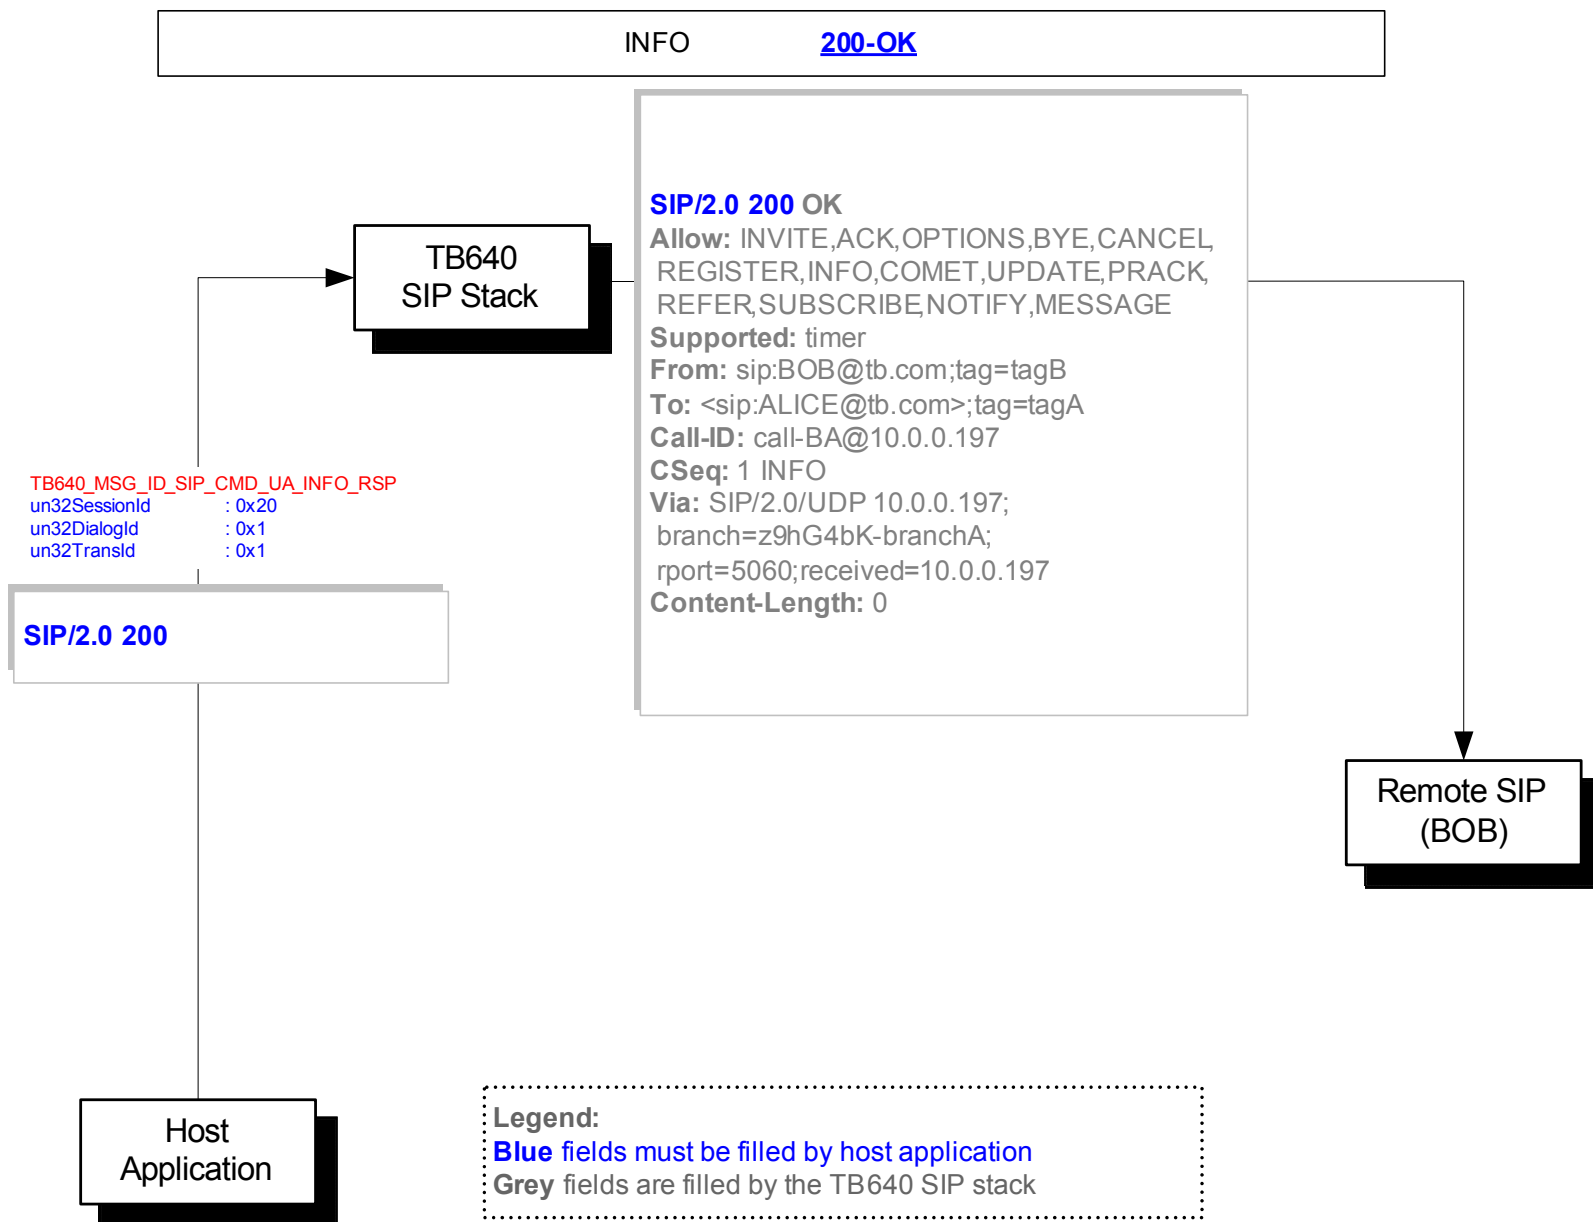 INFO 200-OK
SIP/2.0 200 OK
Allow: INVITE,ACK,OPTIONS,BYE,CANCEL,
REGISTER,INFO,COMET,UPDATE,PRACK,
REFER,SUBSCRIBE,NOTIFY,MESSAGE
Supported: timer
From: sip:BOB@tb.com;tag=tagB
To: <sip:ALICE@tb.com>;tag=tagA
Call-ID: call-BA@10.0.0.197
CSeq: 1 INFO
Via: SIP/2.0/UDP 10.0.0.197;
branch=z9hG4bK-branchA;
rport=5060;received=10.0.0.197
Content-Length: 0
TB640
SIP Stack
TB640_MSG_ID_SIP_CMD_UA_INFO_RSP
un32SessionId : 0x20
un32DialogId : 0x1
un32TransId : 0x1
SIP/2.0 200
Remote SIP
(BOB)
Host
Application
Legend:
Blue fields must be filled by host application
Grey fields are filled by the TB640 SIP stack